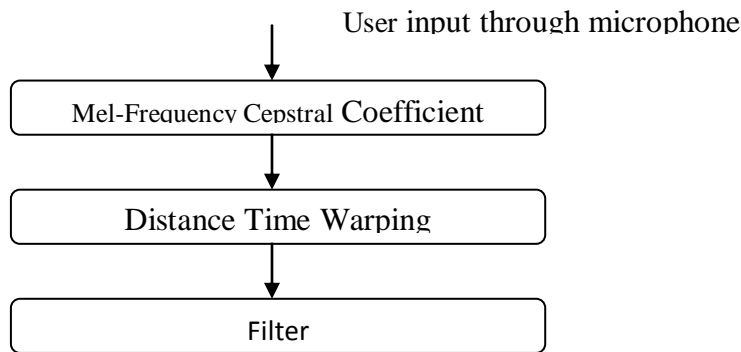 User input through microphone
Mel-Frequency Cepstral Coefficient
Distance Time Warping
Filter